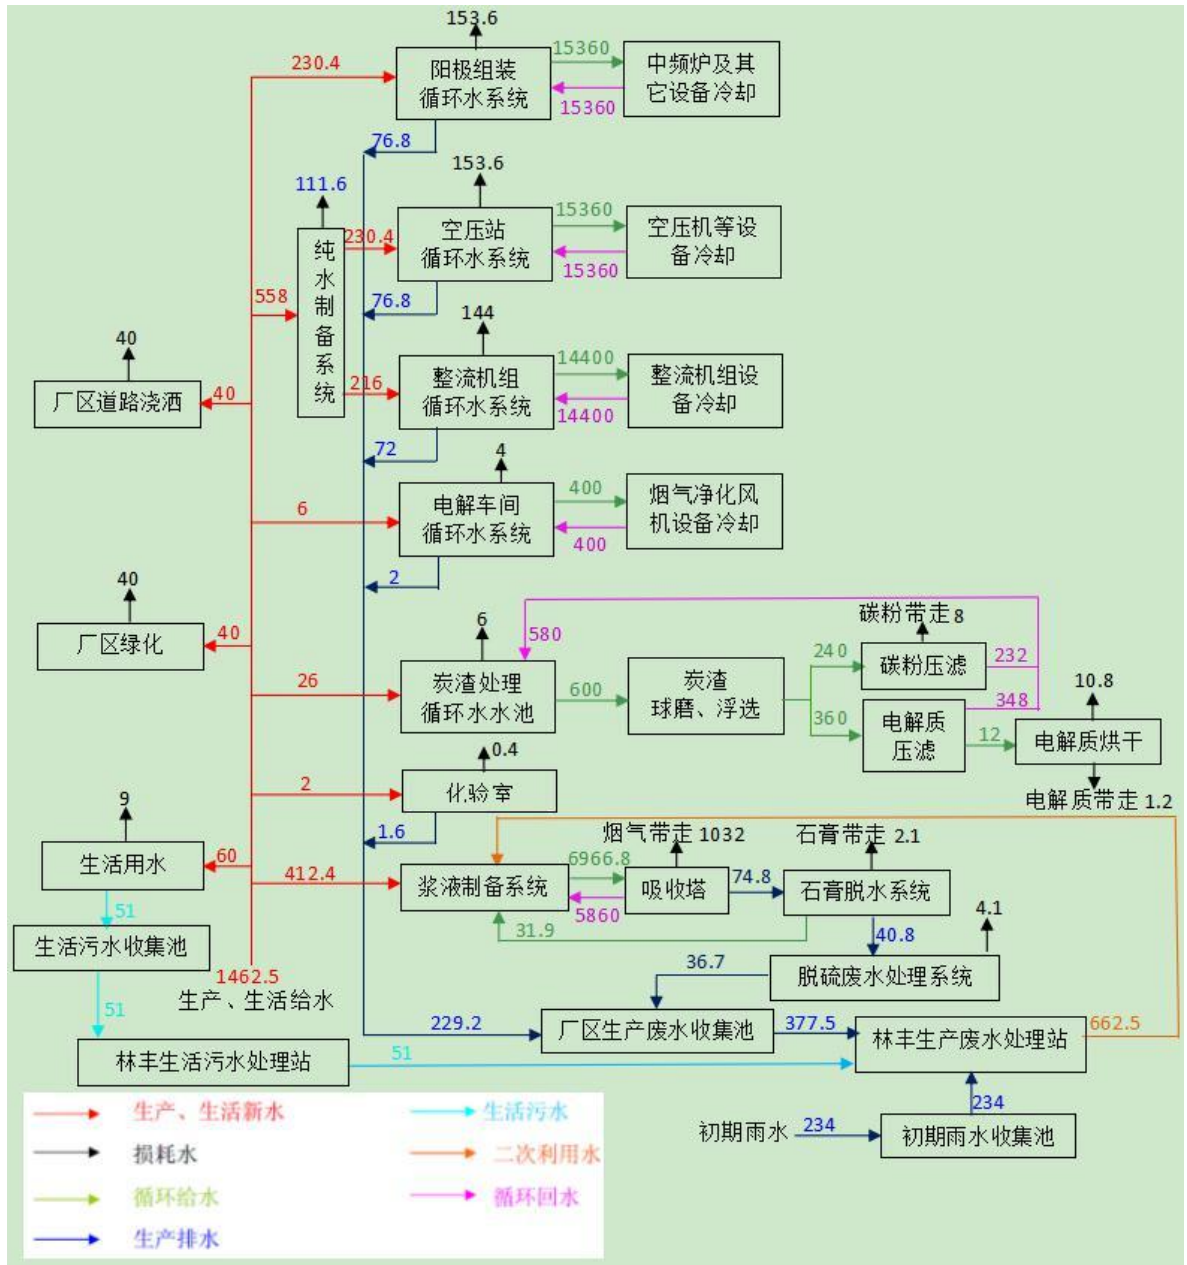 153.6
230.4
阳极组装
循环水系统
15360
15360
中频炉及其
它设备冷却
76.8
153.6
111.6
纯水制备系统
230.4
空压站
循环水系统
15360
15360
空压机等设
备冷却
558
76.8
144
40
厂区道路浇洒
40
216
整流机组
循环水系统
14400
14400
整流机组设
备冷却
72
4
6
电解车间
循环水系统
400
400
烟气净化风
机设备冷却
2
40
厂区绿化
40
6
580
碳粉带走 8
26
炭渣处理
循环水水池
600
炭渣
球磨、浮选
240
碳粉压滤
232
360
电解质
压滤
348
12
10.8
电解质烘干
电解质带走 1.2
0.4
2
化验室
1.6
9
生活用水
60
412.4
浆液制备系统
6966.8
5860
烟气带走 1032
吸收塔
74.8
石膏带走 2.1
石膏脱水系统
31.9
40.8
4.1
51
生活污水收集池
51
1462.5
生产、生活给水
36.7
脱硫废水处理系统
229.2
厂区生产废水收集池
377.5
林丰生产废水处理站
662.5
林丰生活污水处理站
51
234
初期雨水
234
初期雨水收集池
生产、生活新水
生活污水
损耗水
二次利用水
循环给水
循环回水
生产排水